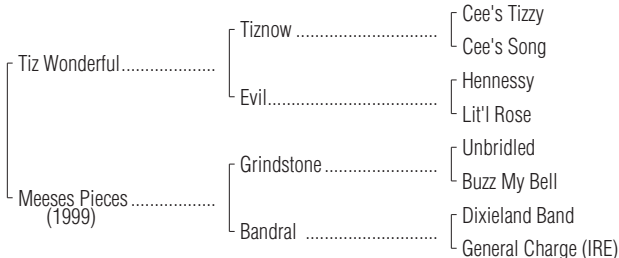 Cee's Tizzy
Tiznow ........................................
Cee's Song
Tiz Wonderful.....................
Hennessy
Evil................................................
Lit'l Rose
Unbridled
Grindstone ................................
Buzz My Bell
Meeses Pieces ...................
(1999)
Dixieland Band
Bandral .....................................
General Charge (IRE)